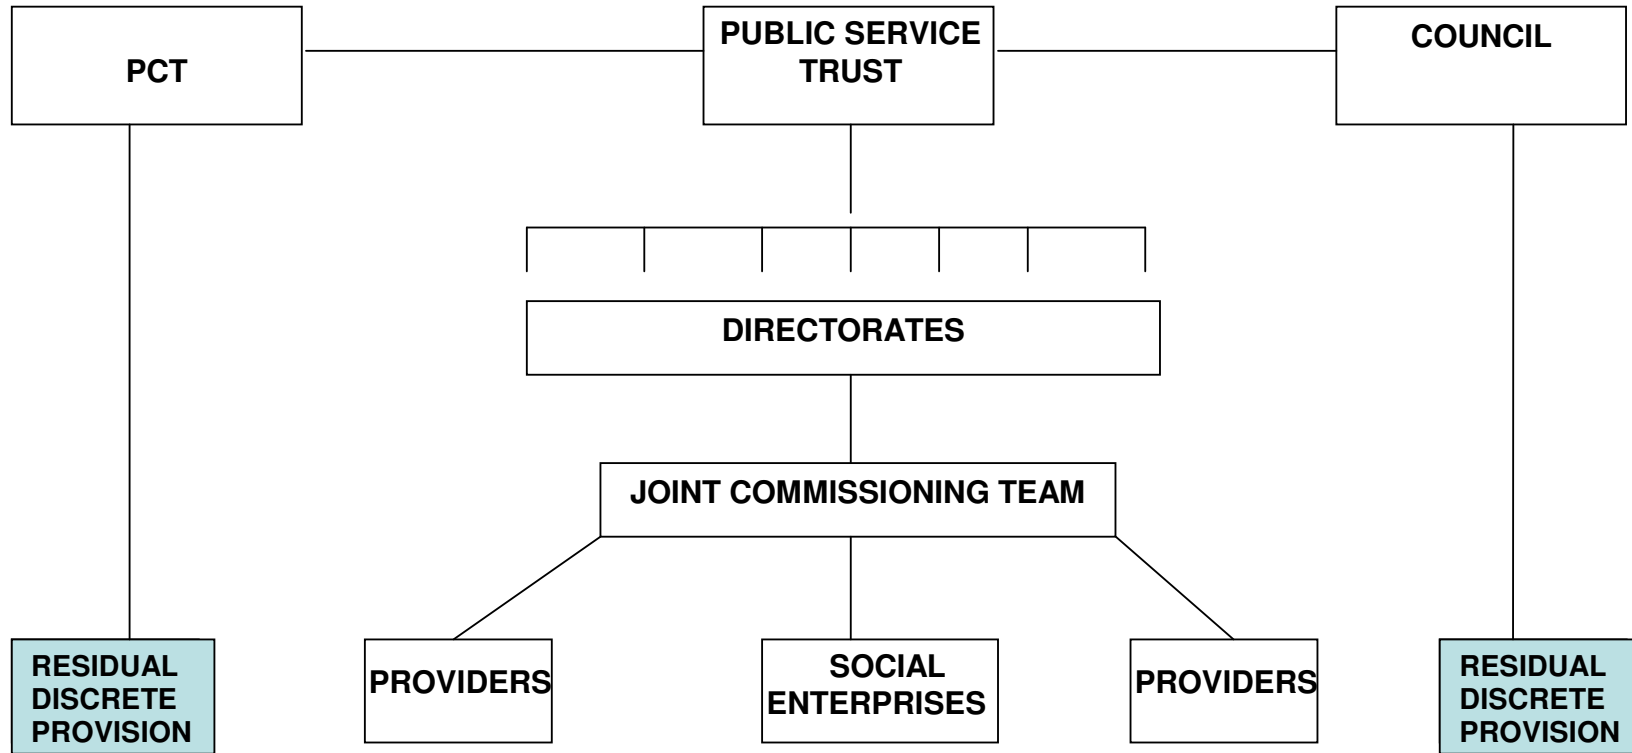 PCT
PUBLIC SERVICE
TRUST
COUNCIL
DIRECTORATES
JOINT COMMISSIONING TEAM
RESIDUAL
DISCRETE
PROVISION
PROVIDERS
SOCIAL
ENTERPRISES
PROVIDERS
RESIDUAL
DISCRETE
PROVISION